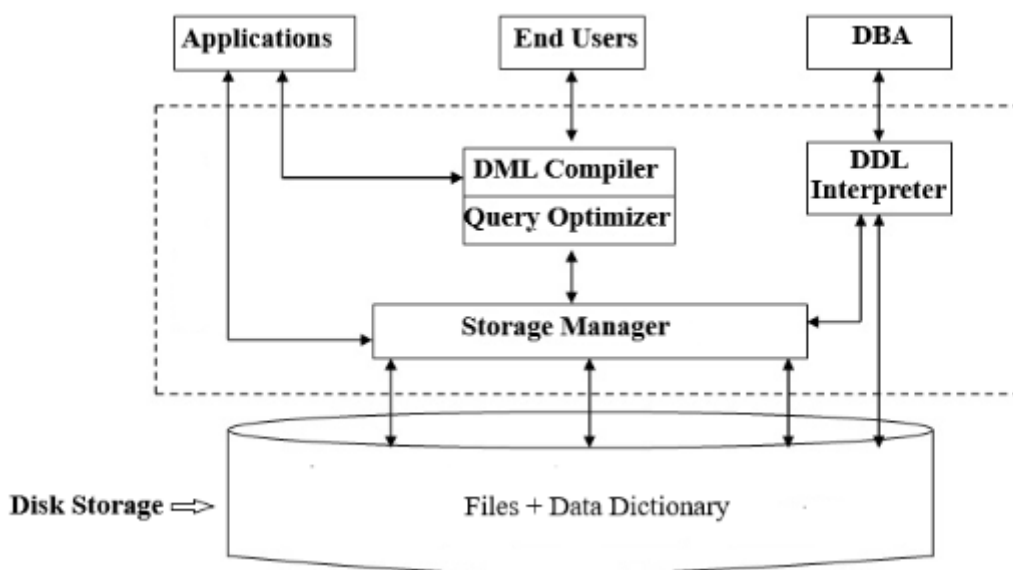 Applications
End Users
DBA
DML Compiler
Query Optimizer
DDL
Interpreter
Storage Manager
Disk Storage
Files + Data Dictionary